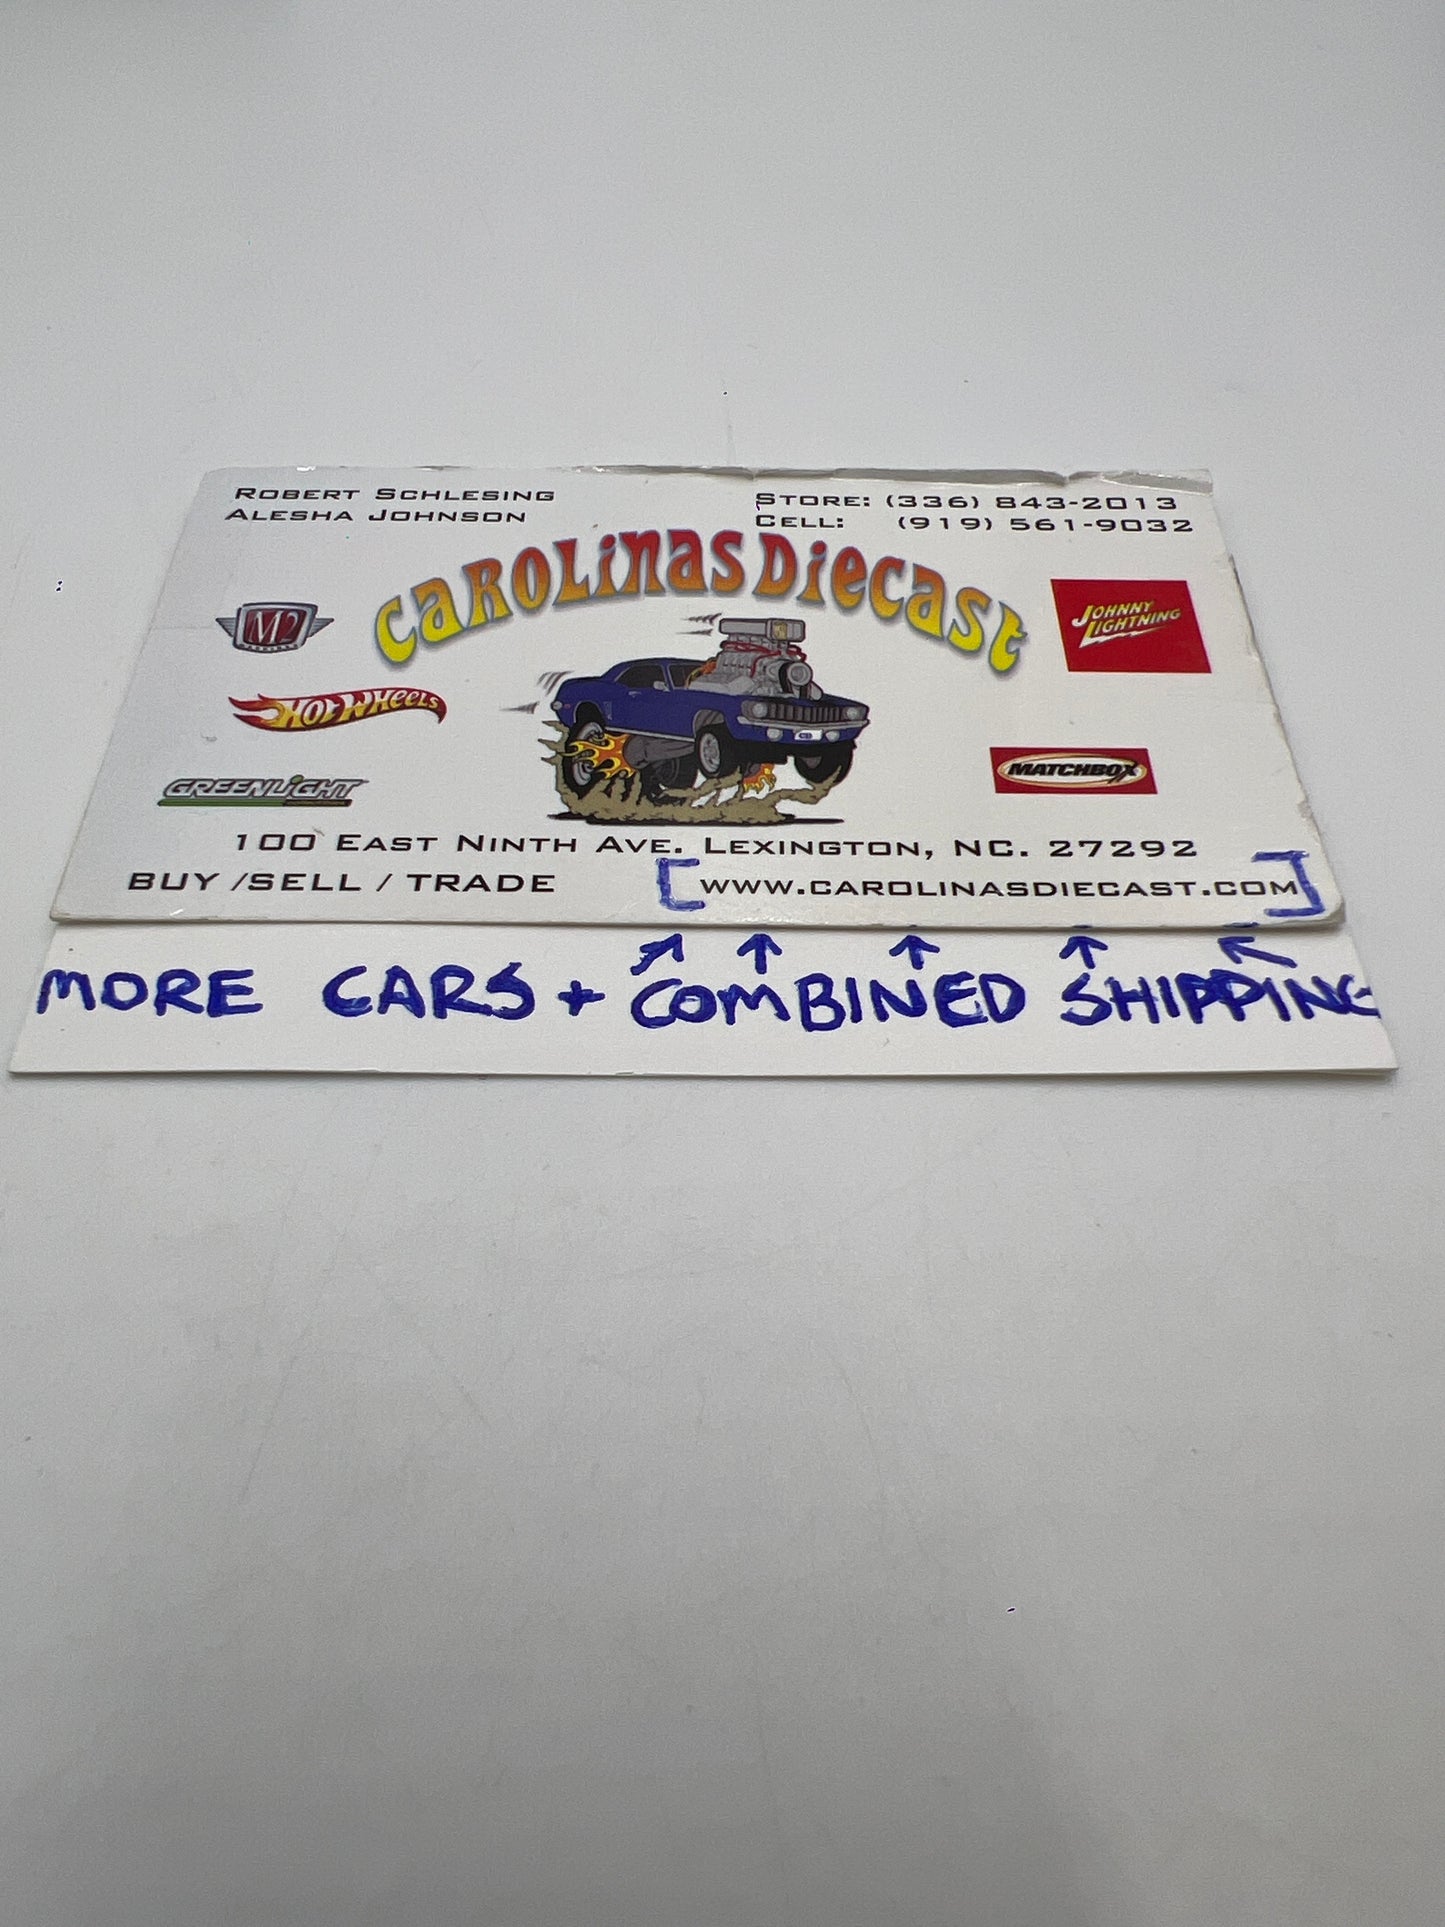 ROBERT SCHLESING
ALESHA JOHNSON
STORE: (336) 843-2013
CELL: (919) 561-9032
CAROLINAS DIECAST
M2
JOHNNY LIGHTNING
HOT WHEELS
MATCHBOX
GREENLIGHT
CD
100 EAST NINTH AVE. LEXINGTON, NC. 27292
BUY /SELL / TRADE [WWW.CAROLINASDIECAST.COM]
MORE CARS + COMBINED SHIPPING